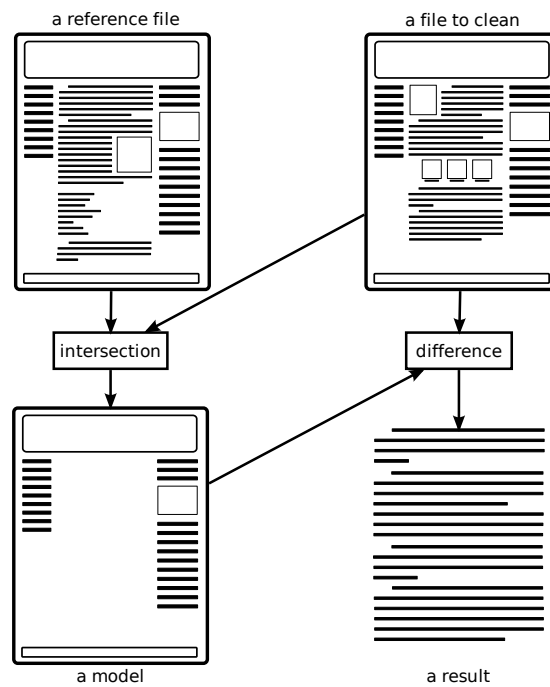 a reference file
a file to clean
intersection
difference
a model
a result